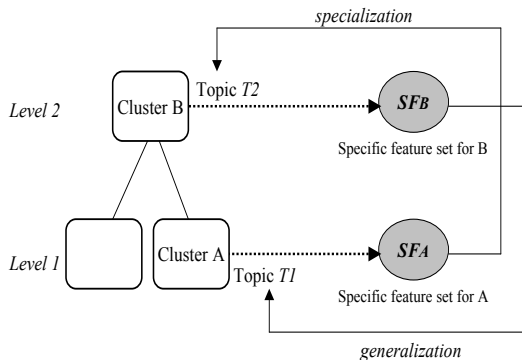 specialization
Topic T2
Level 2
Cluster B
SFB
Specific feature set for B
Level 1
Cluster A
SFA
Topic T1
Specific feature set for A
generalization